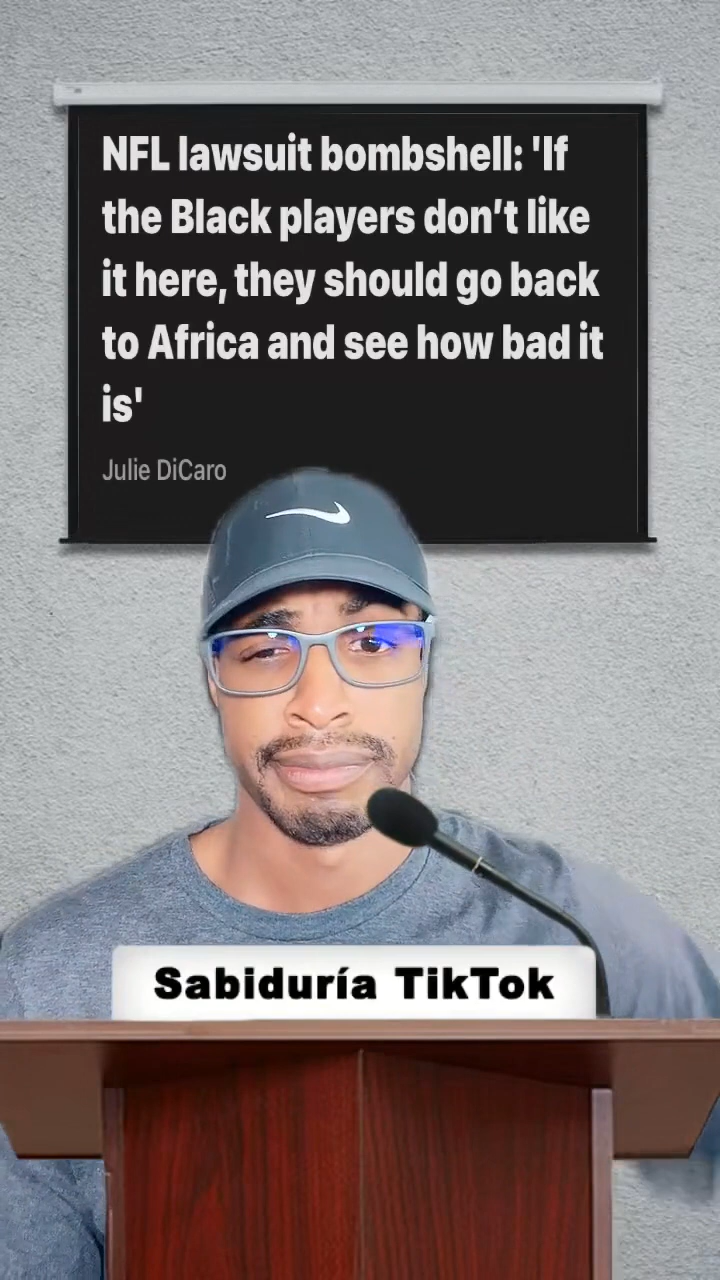 NFL lawsuit bombshell: 'If
the Black players don’t like
it here, they should go back
to Africa and see how bad it
is'
Julie DiCaro
Sabiduría TikTok